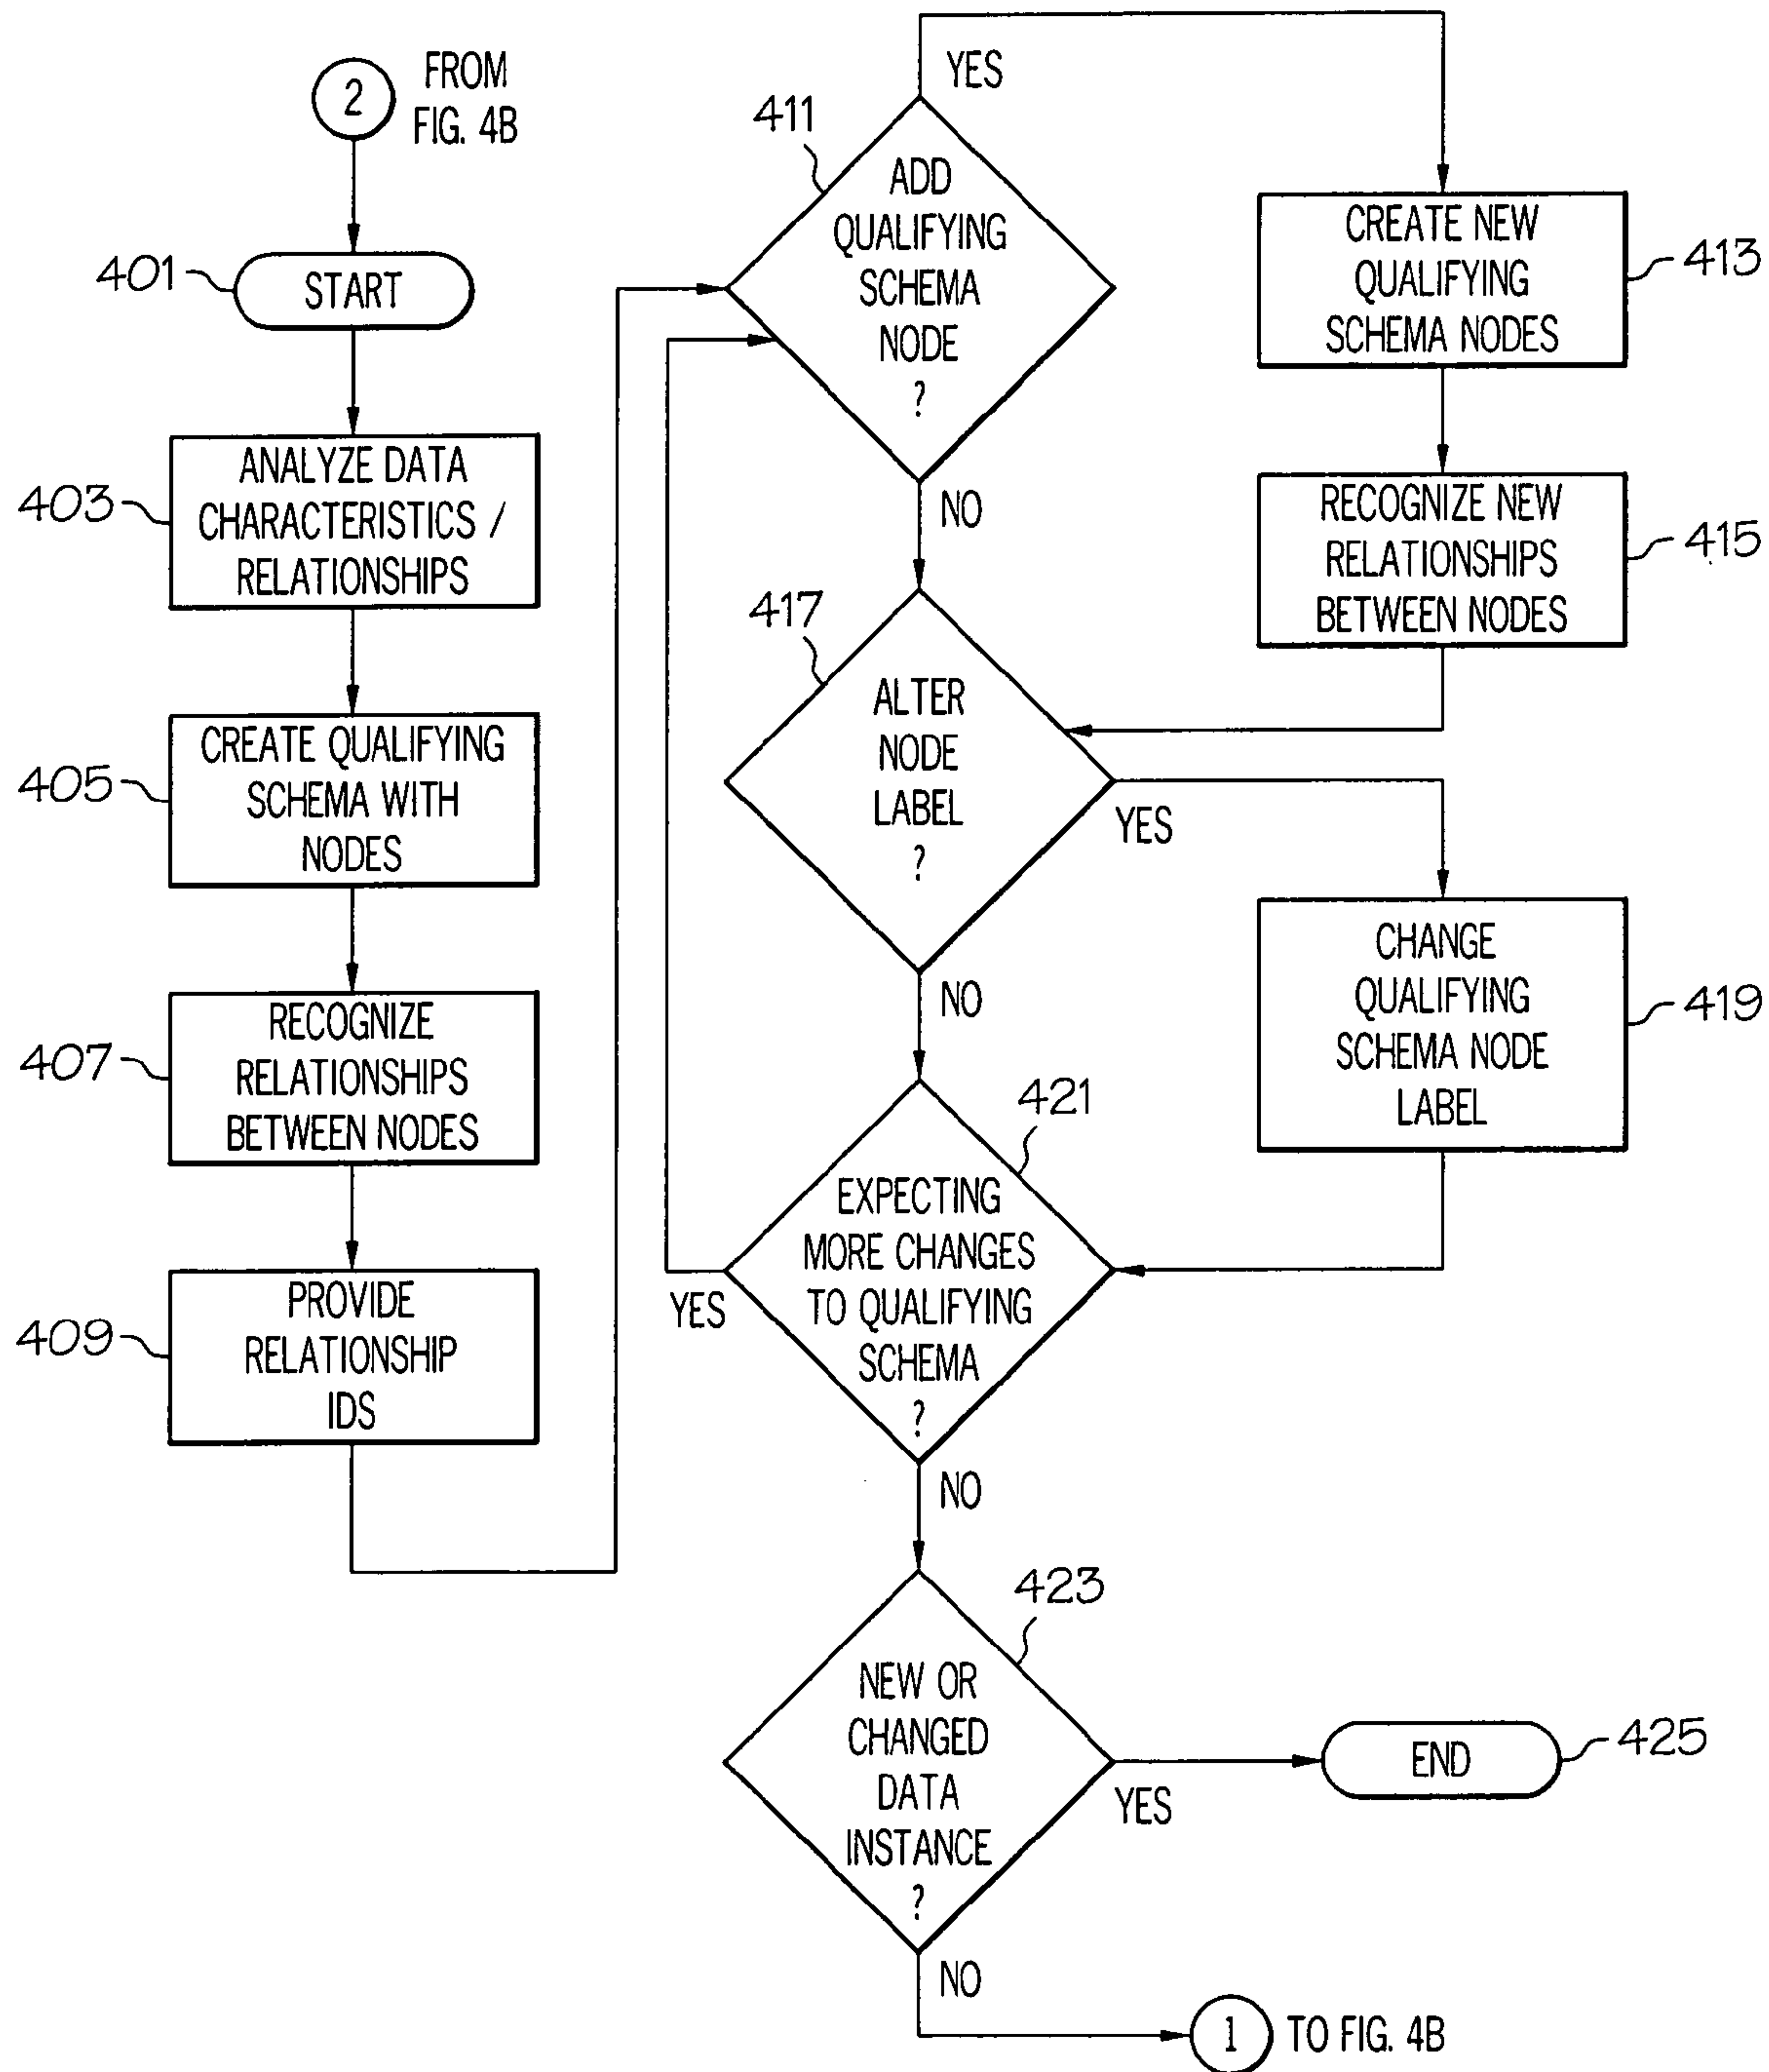 2
FROM
FIG. 4B
401
START
403
ANALYZE DATA
CHARACTERISTICS /
RELATIONSHIPS
405
CREATE QUALIFYING
SCHEMA WITH
NODES
407
RECOGNIZE
RELATIONSHIPS
BETWEEN NODES
409
PROVIDE
RELATIONSHIP
IDS
411
ADD
QUALIFYING
SCHEMA
NODE
?
YES
NO
413
CREATE NEW
QUALIFYING
SCHEMA NODES
415
RECOGNIZE NEW
RELATIONSHIPS
BETWEEN NODES
417
ALTER
NODE
LABEL
?
YES
NO
419
CHANGE
QUALIFYING
SCHEMA NODE
LABEL
421
EXPECTING
MORE CHANGES
TO QUALIFYING
SCHEMA
?
YES
NO
423
NEW OR
CHANGED
DATA
INSTANCE
?
YES
END
425
NO
1
TO FIG. 4B